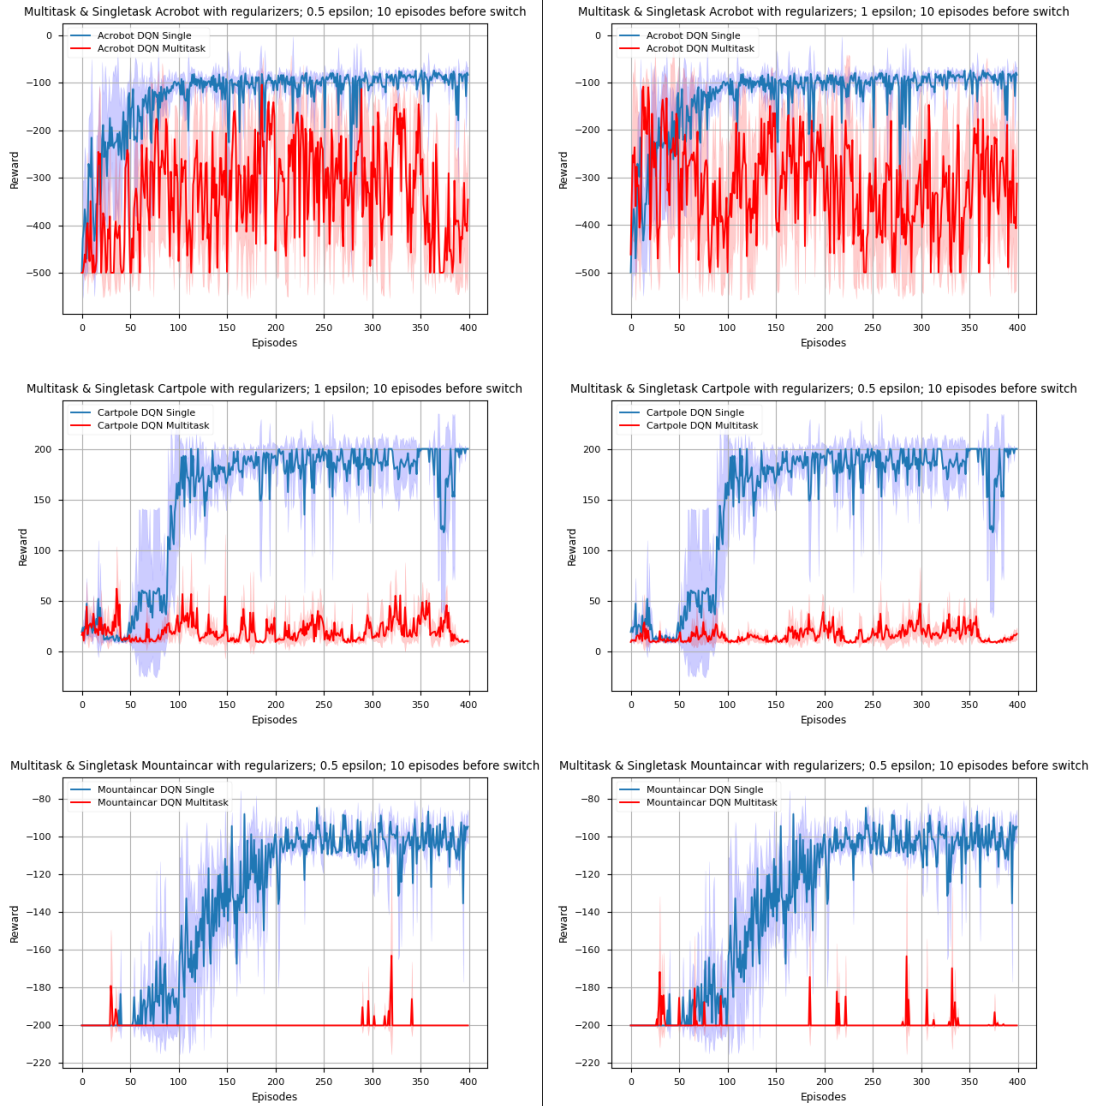 Multitask & Singletask Acrobot with regularizers; 0.5 epsilon; 10 episodes before switch
Acrobot DQN Single
Acrobot DQN Multitask
0
−100
−200
−300
−400
−500
Reward
0 50 100 150 200 250 300 350 400
Episodes
Multitask & Singletask Acrobot with regularizers; 1 epsilon; 10 episodes before switch
Acrobot DQN Single
Acrobot DQN Multitask
0
−100
−200
−300
−400
−500
Reward
0 50 100 150 200 250 300 350 400
Episodes
Multitask & Singletask Cartpole with regularizers; 1 epsilon; 10 episodes before switch
Cartpole DQN Single
Cartpole DQN Multitask
200
150
100
50
0
Reward
0 50 100 150 200 250 300 350 400
Episodes
Multitask & Singletask Cartpole with regularizers; 0.5 epsilon; 10 episodes before switch
Cartpole DQN Single
Cartpole DQN Multitask
200
150
100
50
0
Reward
0 50 100 150 200 250 300 350 400
Episodes
Multitask & Singletask Mountaincar with regularizers; 0.5 epsilon; 10 episodes before switch
Mountaincar DQN Single
Mountaincar DQN Multitask
−80
−100
−120
−140
−160
−180
−200
−220
Reward
0 50 100 150 200 250 300 350 400
Episodes
Multitask & Singletask Mountaincar with regularizers; 0.5 epsilon; 10 episodes before switch
Mountaincar DQN Single
Mountaincar DQN Multitask
−80
−100
−120
−140
−160
−180
−200
−220
Reward
0 50 100 150 200 250 300 350 400
Episodes